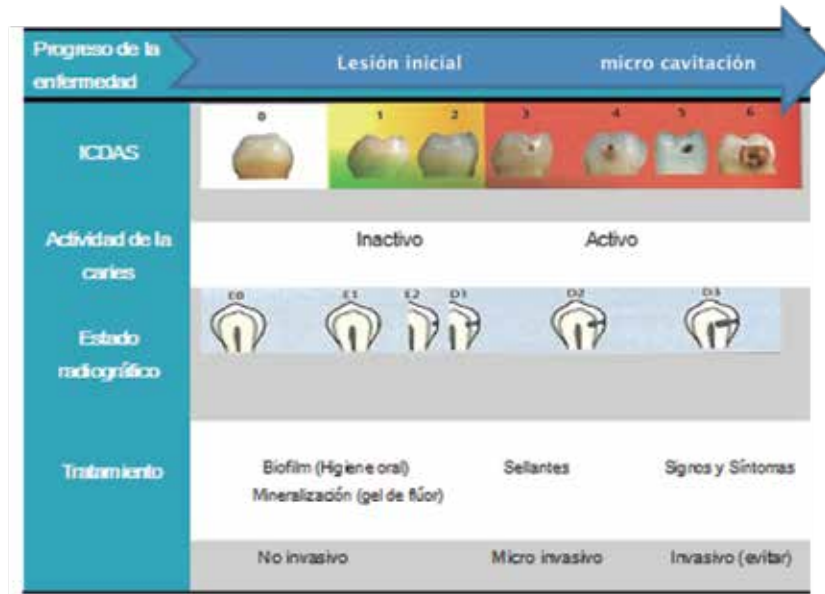 Progreso de la
enfermedad
Lesión inicial
micro cavitación
ICDAS
0 1 2 3 4 5 6
Actividad de la
caries
Inactivo
Activo
Estado
radiográfico
E0 E1 E2 D1 D2 D3
Tratamiento
Biofilm (Higiene oral)
Mineralización (gel de flúor)
Sellantes
Signos y Síntomas
No invasivo
Micro invasivo
Invasivo (evitar)